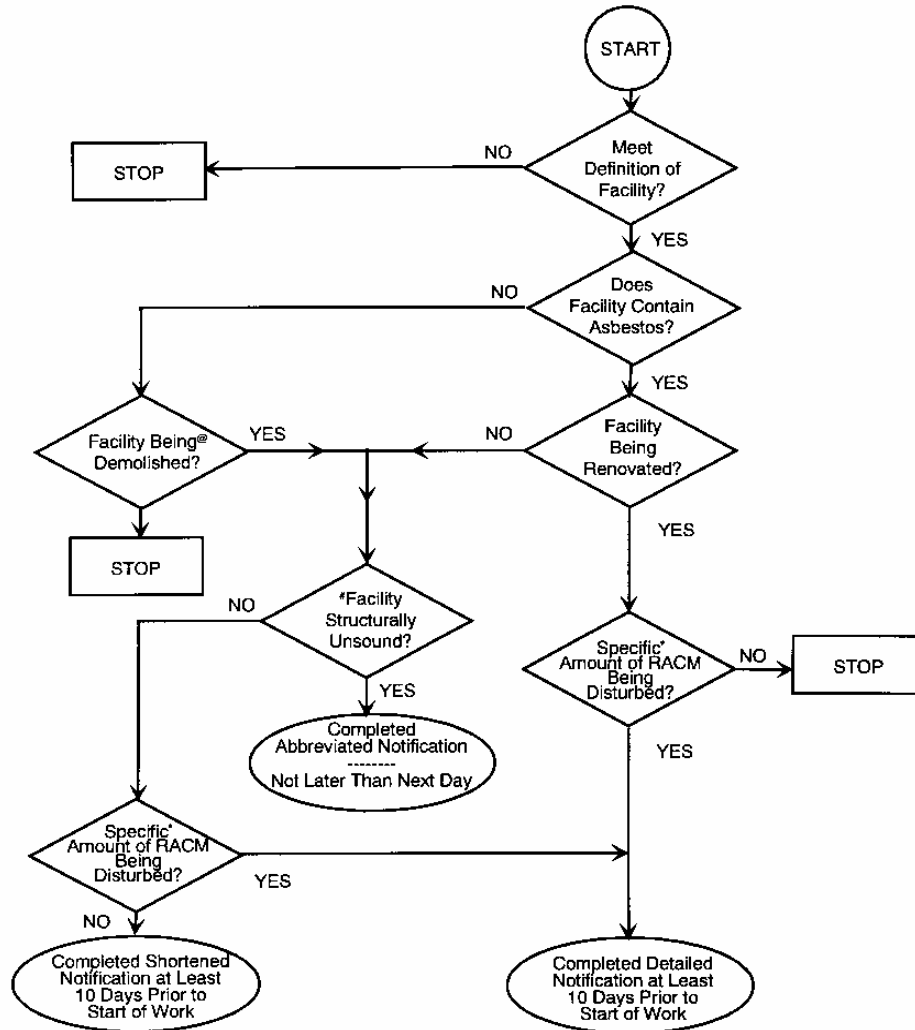 START
Meet
Definition of
Facility?
NO
STOP
YES
Does
Facility Contain
Asbestos?
NO
YES
Facility Being@
Demolished?
YES
NO
Facility
Being
Renovated?
STOP
YES
#Facility
Structurally
Unsound?
NO
YES
Specific*
Amount of RACM
Being
Disturbed?
NO
STOP
YES
Completed
Abbreviated Notification
--------
Not Later Than Next Day
Specific*
Amount of RACM
Being
Disturbed?
YES
NO
Completed Shortened
Notification at Least
10 Days Prior to
Start of Work
Completed Detailed
Notification at Least
10 Days Prior to
Start of Work